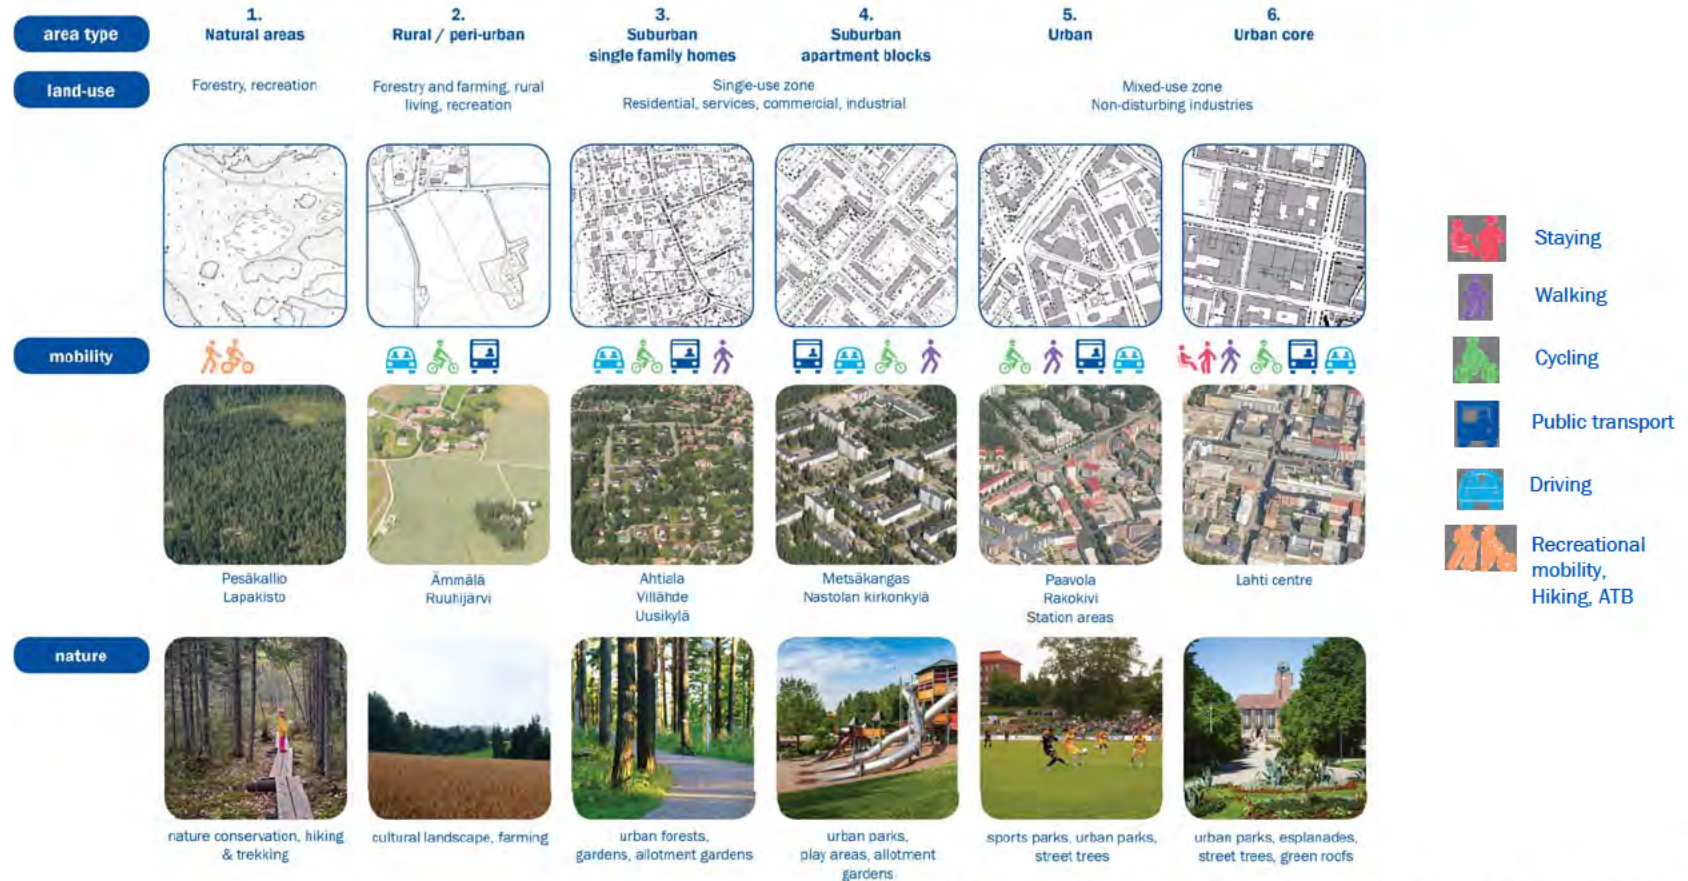 area type
1.
Natural areas
2.
Rural / peri-urban
3.
Suburban
single family homes
4.
Suburban
apartment blocks
5.
Urban
6.
Urban core
land-use
Forestry, recreation
Forestry and farming, rural
living, recreation
Single-use zone
Residential, services, commercial, industrial
Mixed-use zone
Non-disturbing industries
mobility
Pesäkallio
Lapakisto
Ämmälä
Ruuhijärvi
Ahtiala
Villähde
Uusikylä
Metsäkangas
Nastolan kirkonkylä
Paavola
Rakokivi
Station areas
Lahti centre
nature
nature conservation, hiking
& trekking
cultural landscape, farming
urban forests,
gardens, allotment gardens
urban parks,
play areas, allotment
gardens
sports parks, urban parks,
street trees
urban parks, esplanades,
street trees, green roofs
Staying
Walking
Cycling
Public transport
Driving
Recreational
mobility,
Hiking, ATB